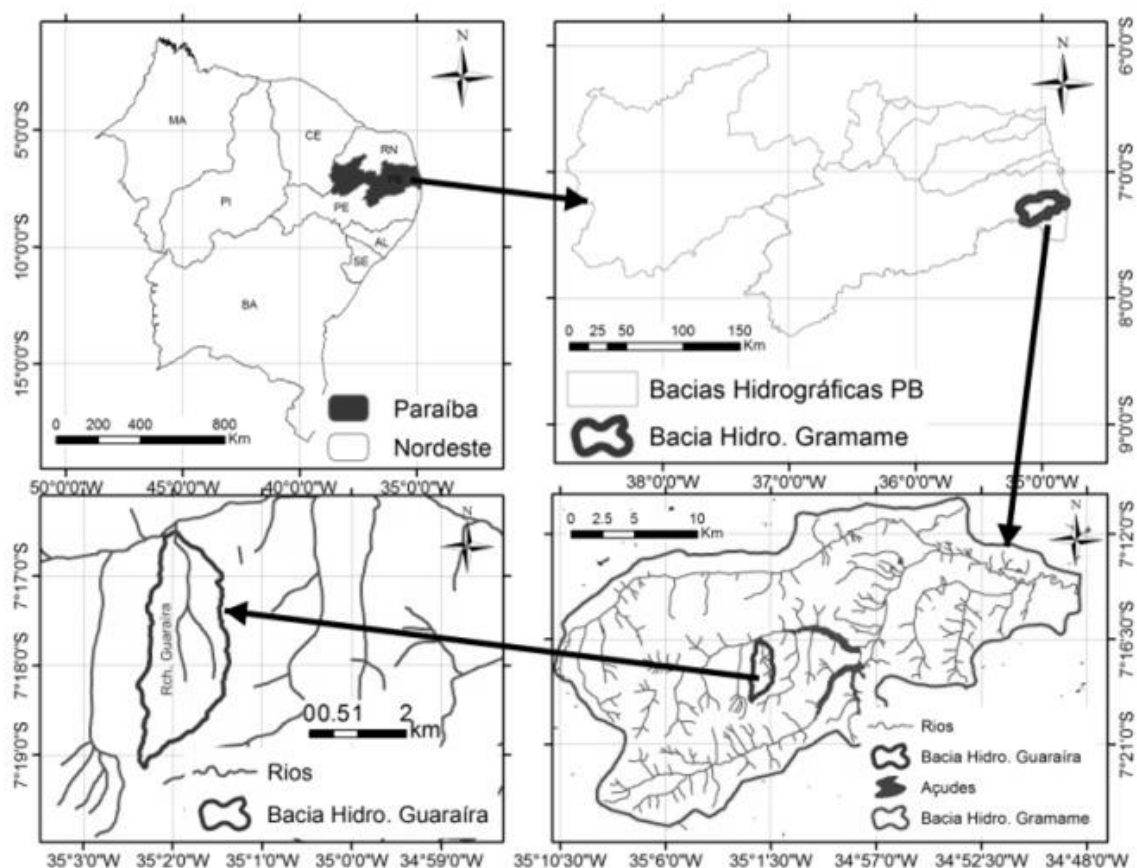 N
MA
CE
RN
PI
PB
PE
AL
SE
BA
5°0'0"S
10°0'0"S
15°0'0"S
Paraíba
0 200 400 800
Km
Nordeste
50°0'0"W 45°0'0"W 40°0'0"W 35°0'0"W
N
6°0'0"S
7°0'0"S
8°0'0"S
9°0'0"S
0 25 50 100 150
Km
Bacias Hidrográficas PB
Bacia Hidro. Gramame
38°0'0"W 37°0'0"W 36°0'0"W 35°0'0"W
N
7°17'0"S
7°18'0"S
7°19'0"S
Rch. Guaraíra
00.51 2
km
Rios
Bacia Hidro. Guaraíra
35°3'0"W 35°2'0"W 35°1'0"W 35°0'0"W 34°59'0"W
0 2.5 5 10
N
7°12'0"S
7°16'30"S
7°21'0"S
Rios
Bacia Hidro. Guaraíra
Açudes
Bacia Hidro. Gramame
35°10'30"W 35°6'0"W 35°1'30"W 34°57'0"W 34°52'30"W 34°48'0"W